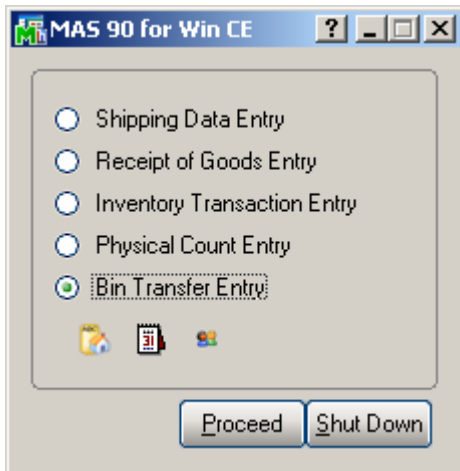 MAS 90 for Win CE
Shipping Data Entry
Receipt of Goods Entry
Inventory Transaction Entry
Physical Count Entry
Bin Transfer Entry
31
Proceed Shut Down